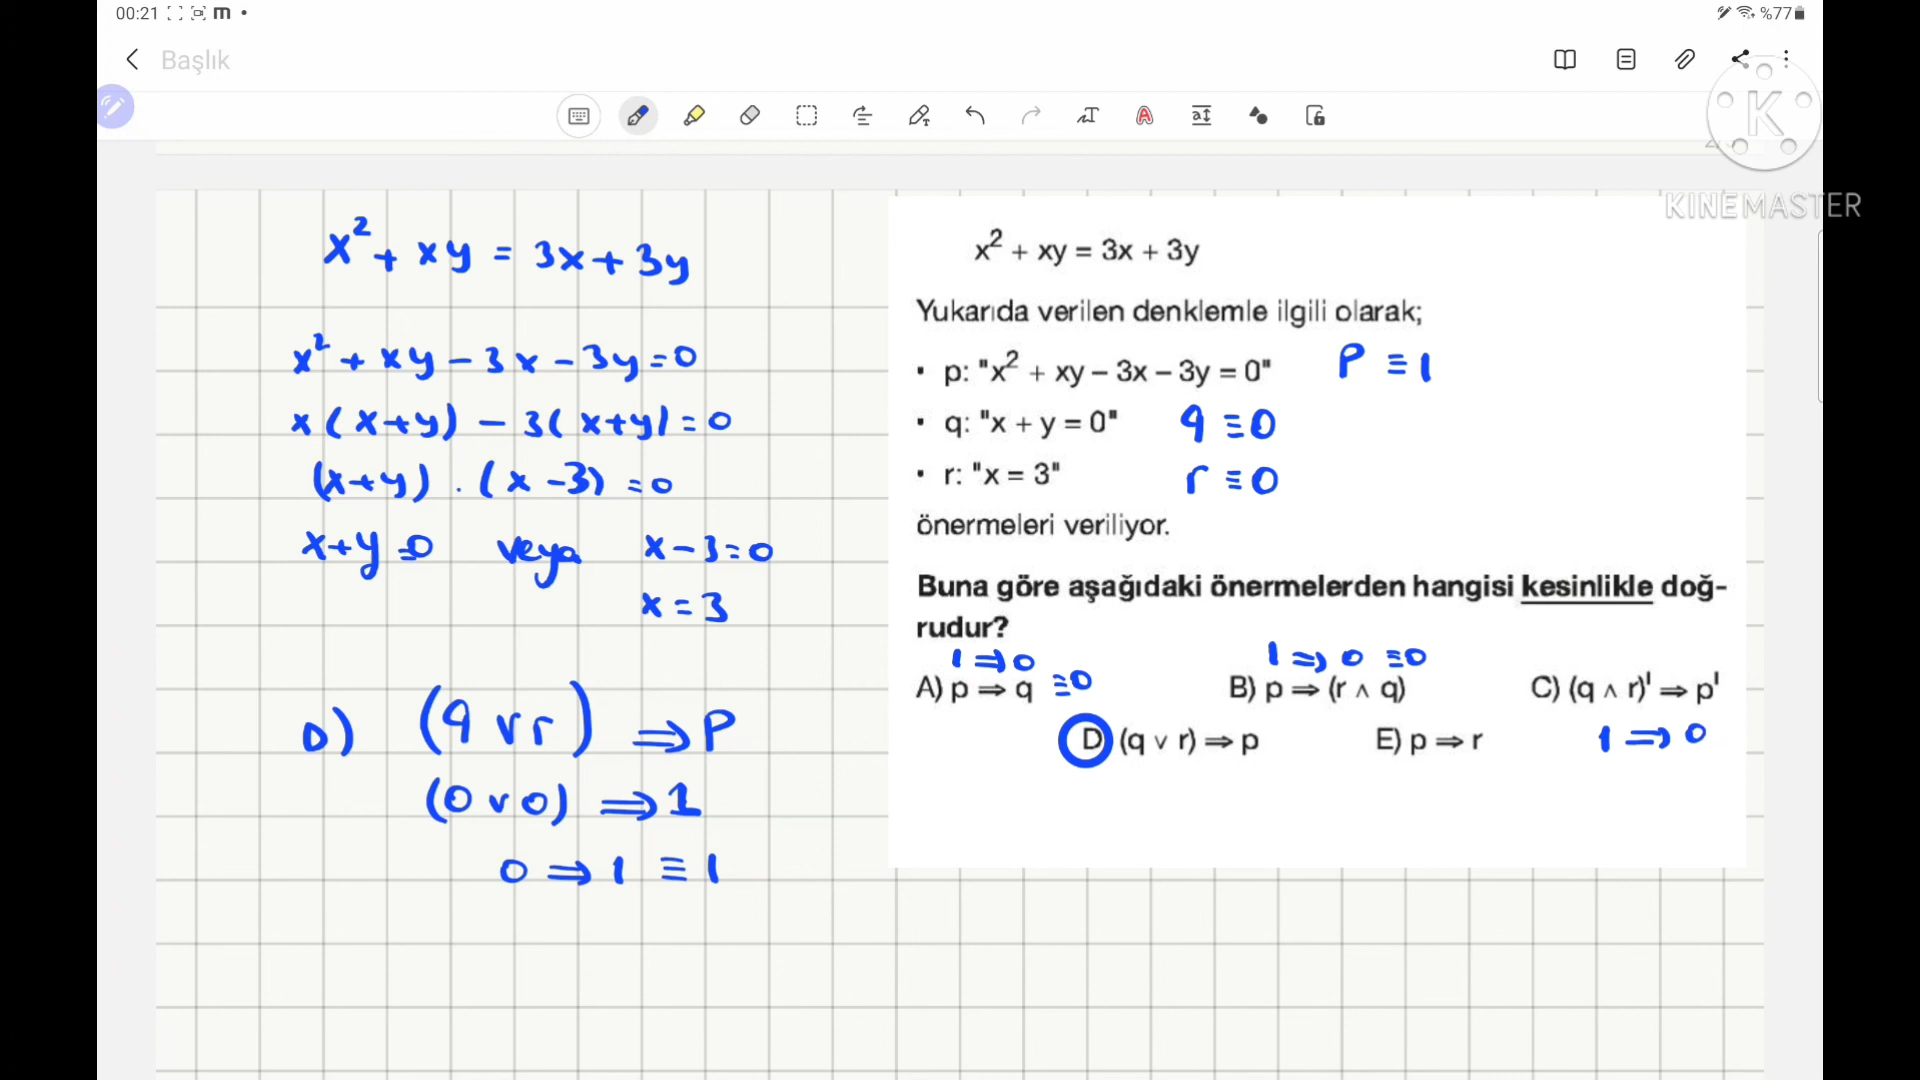 00:21 m •
%77
Başlık
K
KINEMASTER
x² + xy = 3x + 3y
x² + xy − 3x − 3y = 0
x (x+y) − 3(x+y) = 0
(x+y) . (x−3) = 0
x+y=0 veya x−3=0
x = 3
D) (q ∨ r) ⇒ P
(0 ∨ 0) ⇒ 1
0 ⇒ 1 ≡ 1
x² + xy = 3x + 3y
Yukarıda verilen denklemle ilgili olarak;
• p: "x² + xy − 3x − 3y = 0" P ≡ 1
• q: "x + y = 0" q ≡ 0
• r: "x = 3" r ≡ 0
önermeleri veriliyor.
Buna göre aşağıdaki önermelerden hangisi kesinlikle doğ-
rudur?
1 ⇒ 0 1 ⇒ 0 ≡ 0
A) p ⇒ q ≡ 0 B) p ⇒ (r ∧ q) C) (q ∧ r)' ⇒ p'
D) (q ∨ r) ⇒ p E) p ⇒ r 1 ⇒ 0